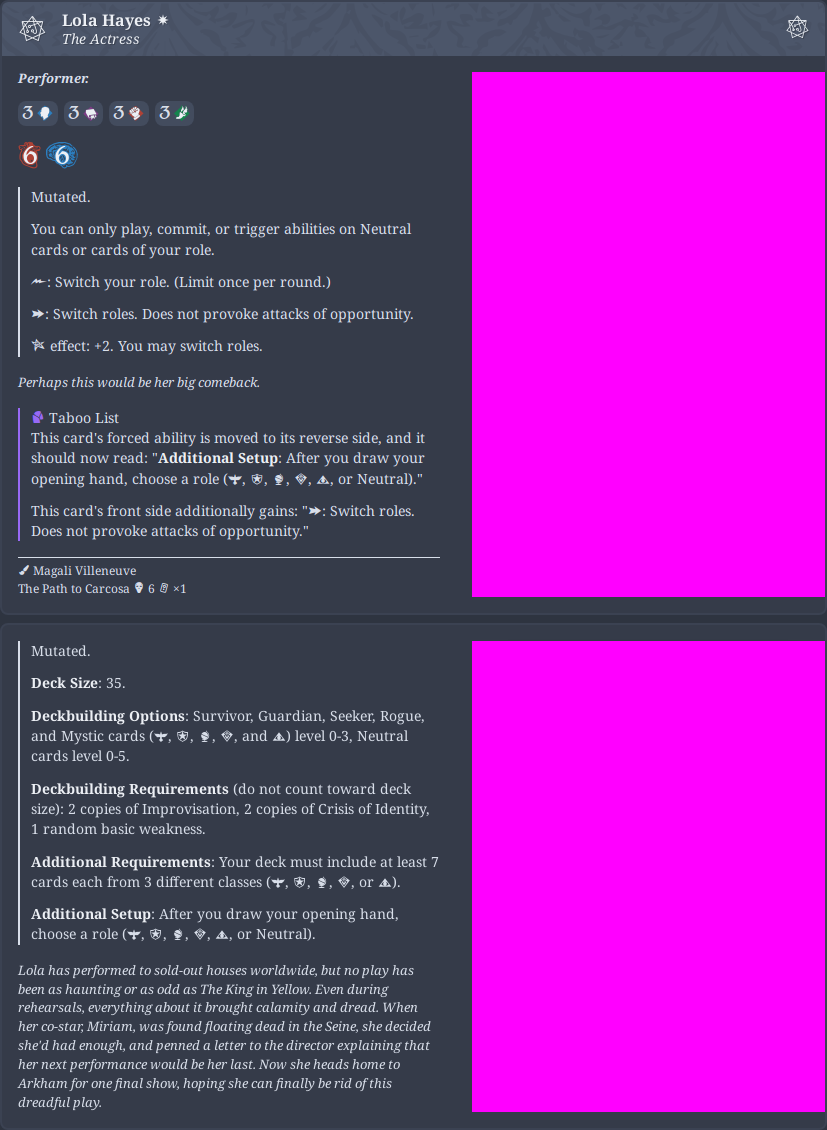 Lola Hayes
The Actress
Performer.
3 3 3 3
6 6
Mutated.
You can only play, commit, or trigger abilities on Neutral
cards or cards of your role.
: Switch your role. (Limit once per round.)
: Switch roles. Does not provoke attacks of opportunity.
effect: +2. You may switch roles.
Perhaps this would be her big comeback.
Taboo List
This card's forced ability is moved to its reverse side, and it
should now read: "Additional Setup: After you draw your
opening hand, choose a role ( , , , , , or Neutral)."
This card's front side additionally gains: " : Switch roles.
Does not provoke attacks of opportunity."
Magali Villeneuve
The Path to Carcosa 6 ×1
Mutated.
Deck Size: 35.
Deckbuilding Options: Survivor, Guardian, Seeker, Rogue,
and Mystic cards ( , , , , and ) level 0-3, Neutral
cards level 0-5.
Deckbuilding Requirements (do not count toward deck
size): 2 copies of Improvisation, 2 copies of Crisis of Identity,
1 random basic weakness.
Additional Requirements: Your deck must include at least 7
cards each from 3 different classes ( , , , , or ).
Additional Setup: After you draw your opening hand,
choose a role ( , , , , , or Neutral).
Lola has performed to sold-out houses worldwide, but no play has
been as haunting or as odd as The King in Yellow. Even during
rehearsals, everything about it brought calamity and dread. When
her co-star, Miriam, was found floating dead in the Seine, she decided
she'd had enough, and penned a letter to the director explaining that
her next performance would be her last. Now she heads home to
Arkham for one final show, hoping she can finally be rid of this
dreadful play.